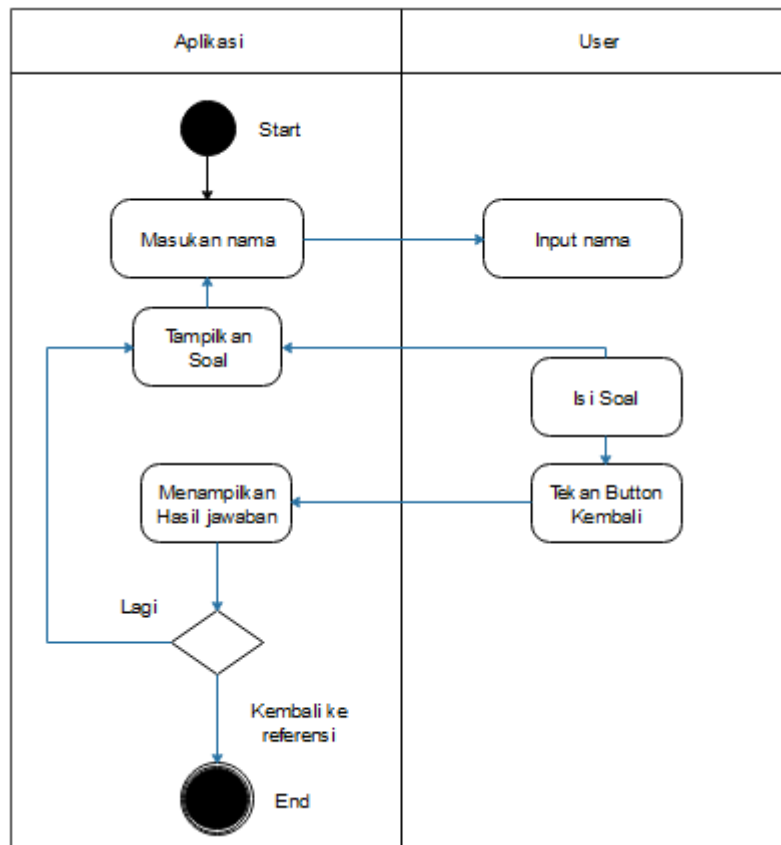 Aplikasi
User
Start
Masukan nama
Input nama
Tampilkan
Soal
Isi Soal
Menampilkan
Hasil jawaban
Tekan Button
Kembali
Lagi
Kembali ke
referensi
End